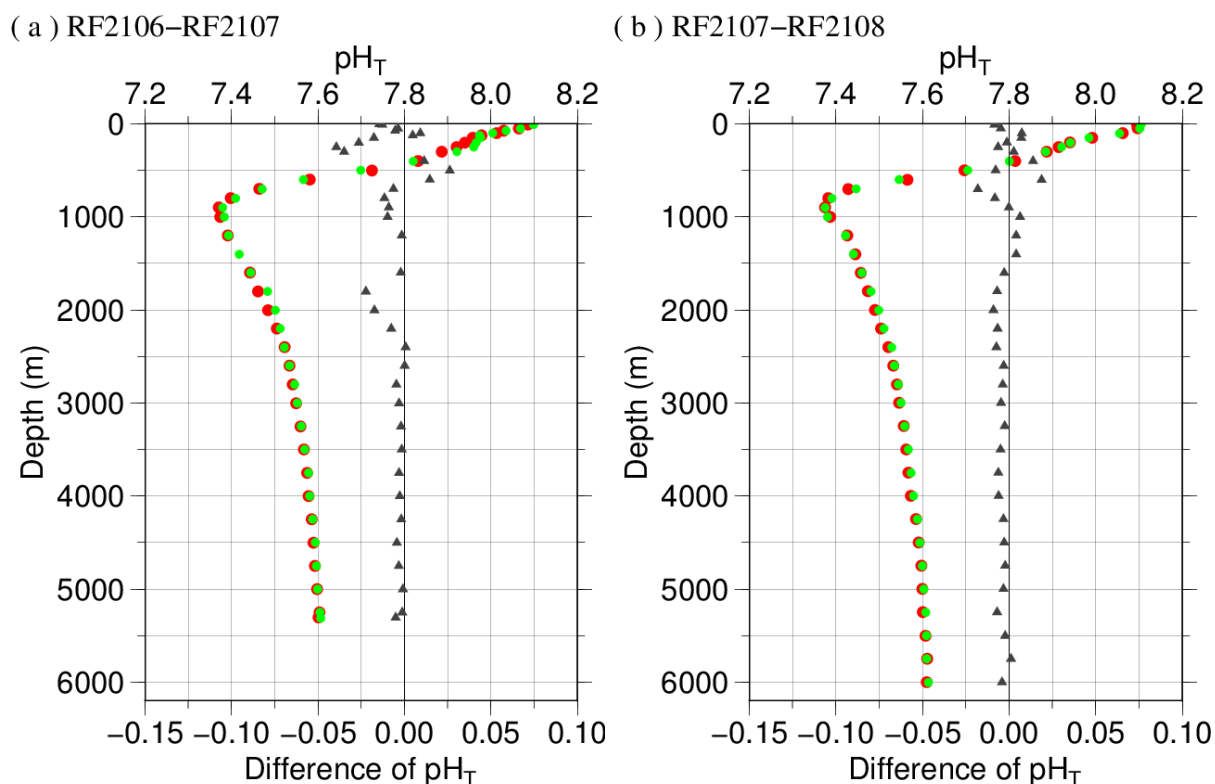 ( a ) RF2106−RF2107
pH_T
7.2 7.4 7.6 7.8 8.0 8.2
0
1000
2000
3000
4000
5000
6000
Depth (m)
−0.15 −0.10 −0.05 0.00 0.05 0.10
Difference of pH_T
( b ) RF2107−RF2108
pH_T
7.2 7.4 7.6 7.8 8.0 8.2
0
1000
2000
3000
4000
5000
6000
Depth (m)
−0.15 −0.10 −0.05 0.00 0.05 0.10
Difference of pH_T